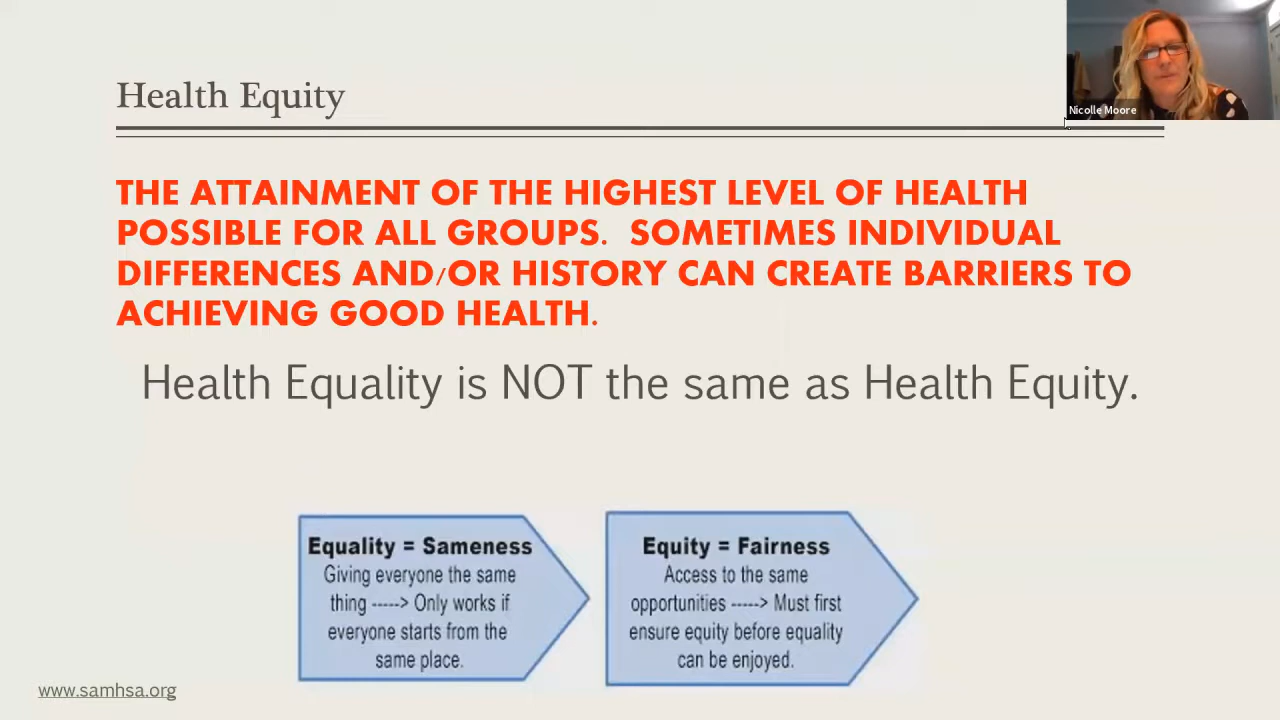 Health Equity
Nicolle Moore
THE ATTAINMENT OF THE HIGHEST LEVEL OF HEALTH
POSSIBLE FOR ALL GROUPS.  SOMETIMES INDIVIDUAL
DIFFERENCES AND/OR HISTORY CAN CREATE BARRIERS TO
ACHIEVING GOOD HEALTH.
Health Equality is NOT the same as Health Equity.
Equality = Sameness
Giving everyone the same
thing -----> Only works if
everyone starts from the
same place.
Equity = Fairness
Access to the same
opportunities -----> Must first
ensure equity before equality
can be enjoyed.
www.samhsa.org